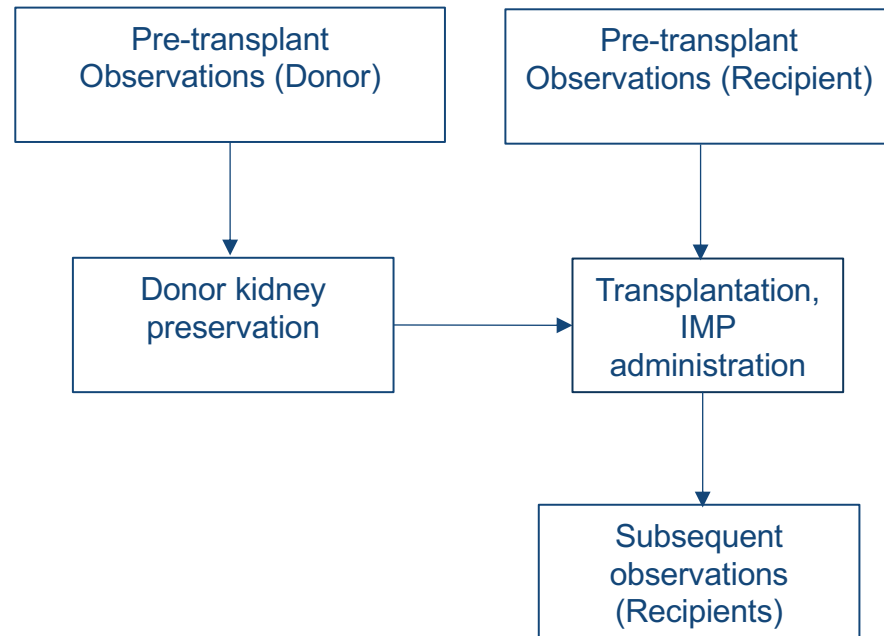 Pre-transplant
Observations (Donor)
Pre-transplant
Observations (Recipient)
Donor kidney
preservation
Transplantation,
IMP
administration
Subsequent
observations
(Recipients)